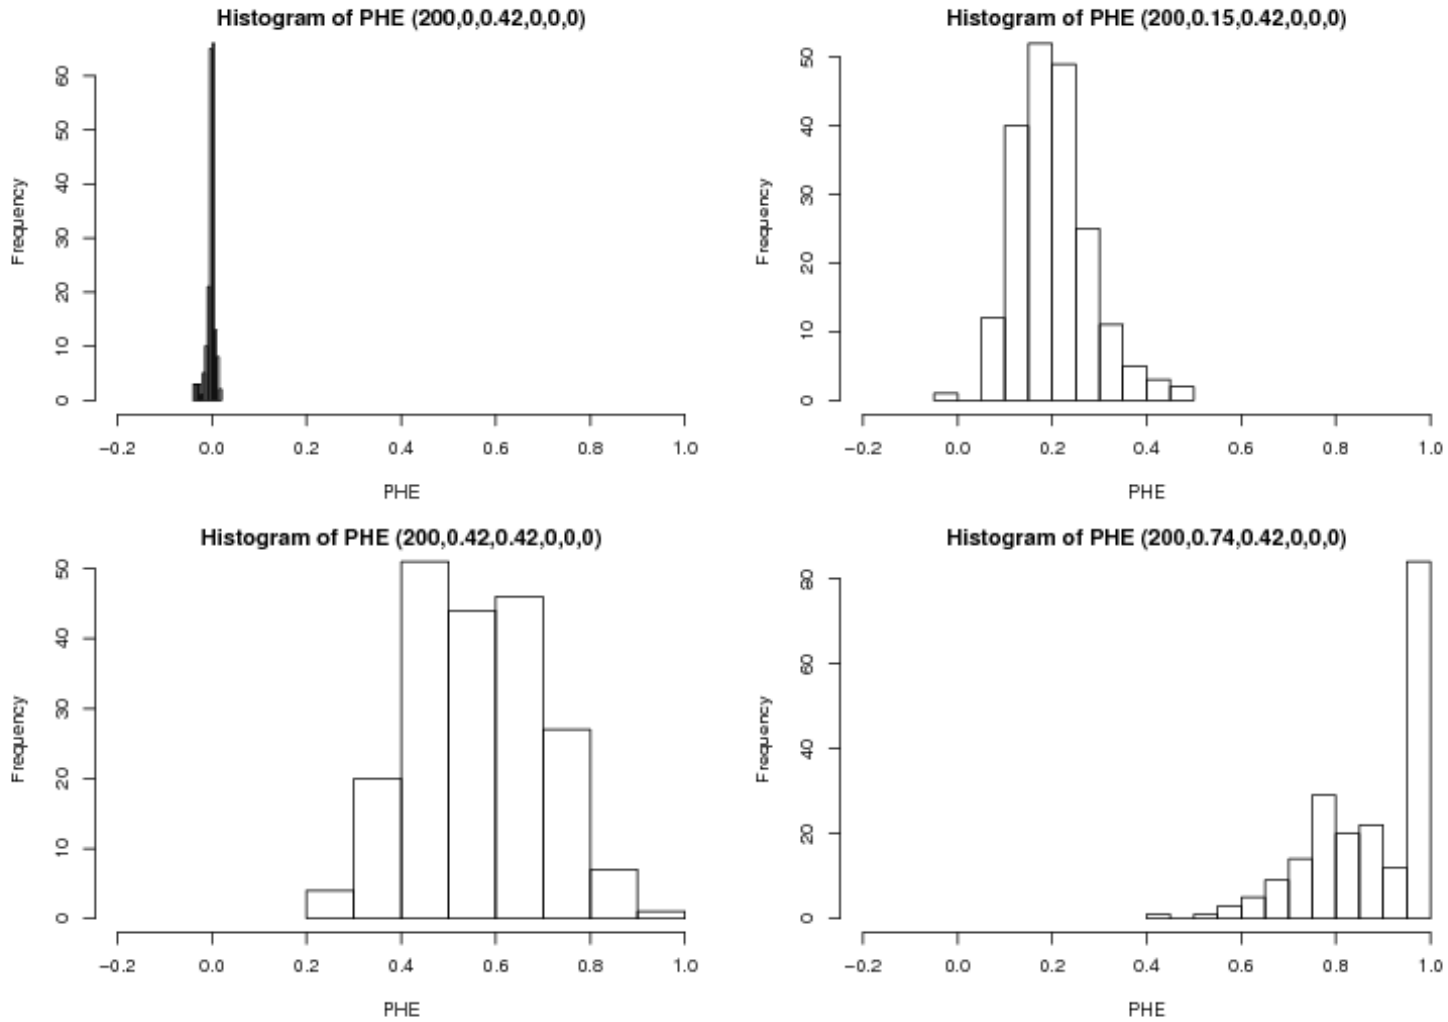 Histogram of PHE (200,0,0.42,0,0,0)
Frequency
0 10 20 30 40 50 60
−0.2 0.0 0.2 0.4 0.6 0.8 1.0
PHE
Histogram of PHE (200,0.15,0.42,0,0,0)
Frequency
0 10 20 30 40 50
−0.2 0.0 0.2 0.4 0.6 0.8 1.0
PHE
Histogram of PHE (200,0.42,0.42,0,0,0)
Frequency
0 10 20 30 40 50
−0.2 0.0 0.2 0.4 0.6 0.8 1.0
PHE
Histogram of PHE (200,0.74,0.42,0,0,0)
Frequency
0 20 40 60 80
−0.2 0.0 0.2 0.4 0.6 0.8 1.0
PHE